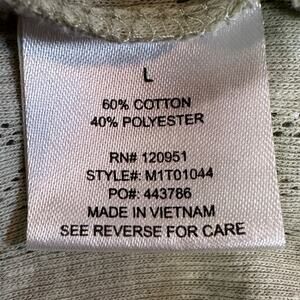 L
60% COTTON
40% POLYESTER
RN# 120951
STYLE#: M1T01044
PO#: 443786
MADE IN VIETNAM
SEE REVERSE FOR CARE